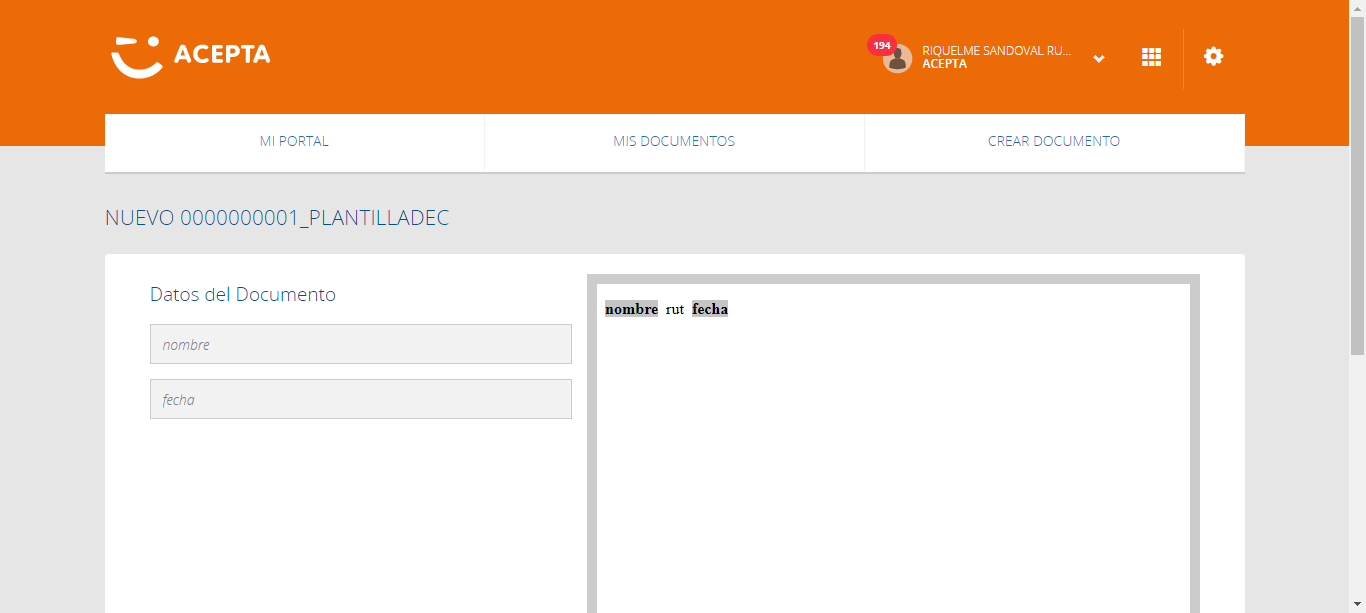 ACEPTA
194
RIQUELME SANDOVAL RU...
ACEPTA
MI PORTAL
MIS DOCUMENTOS
CREAR DOCUMENTO
NUEVO 0000000001_PLANTILLADEC
Datos del Documento
nombre
fecha
nombre rut fecha